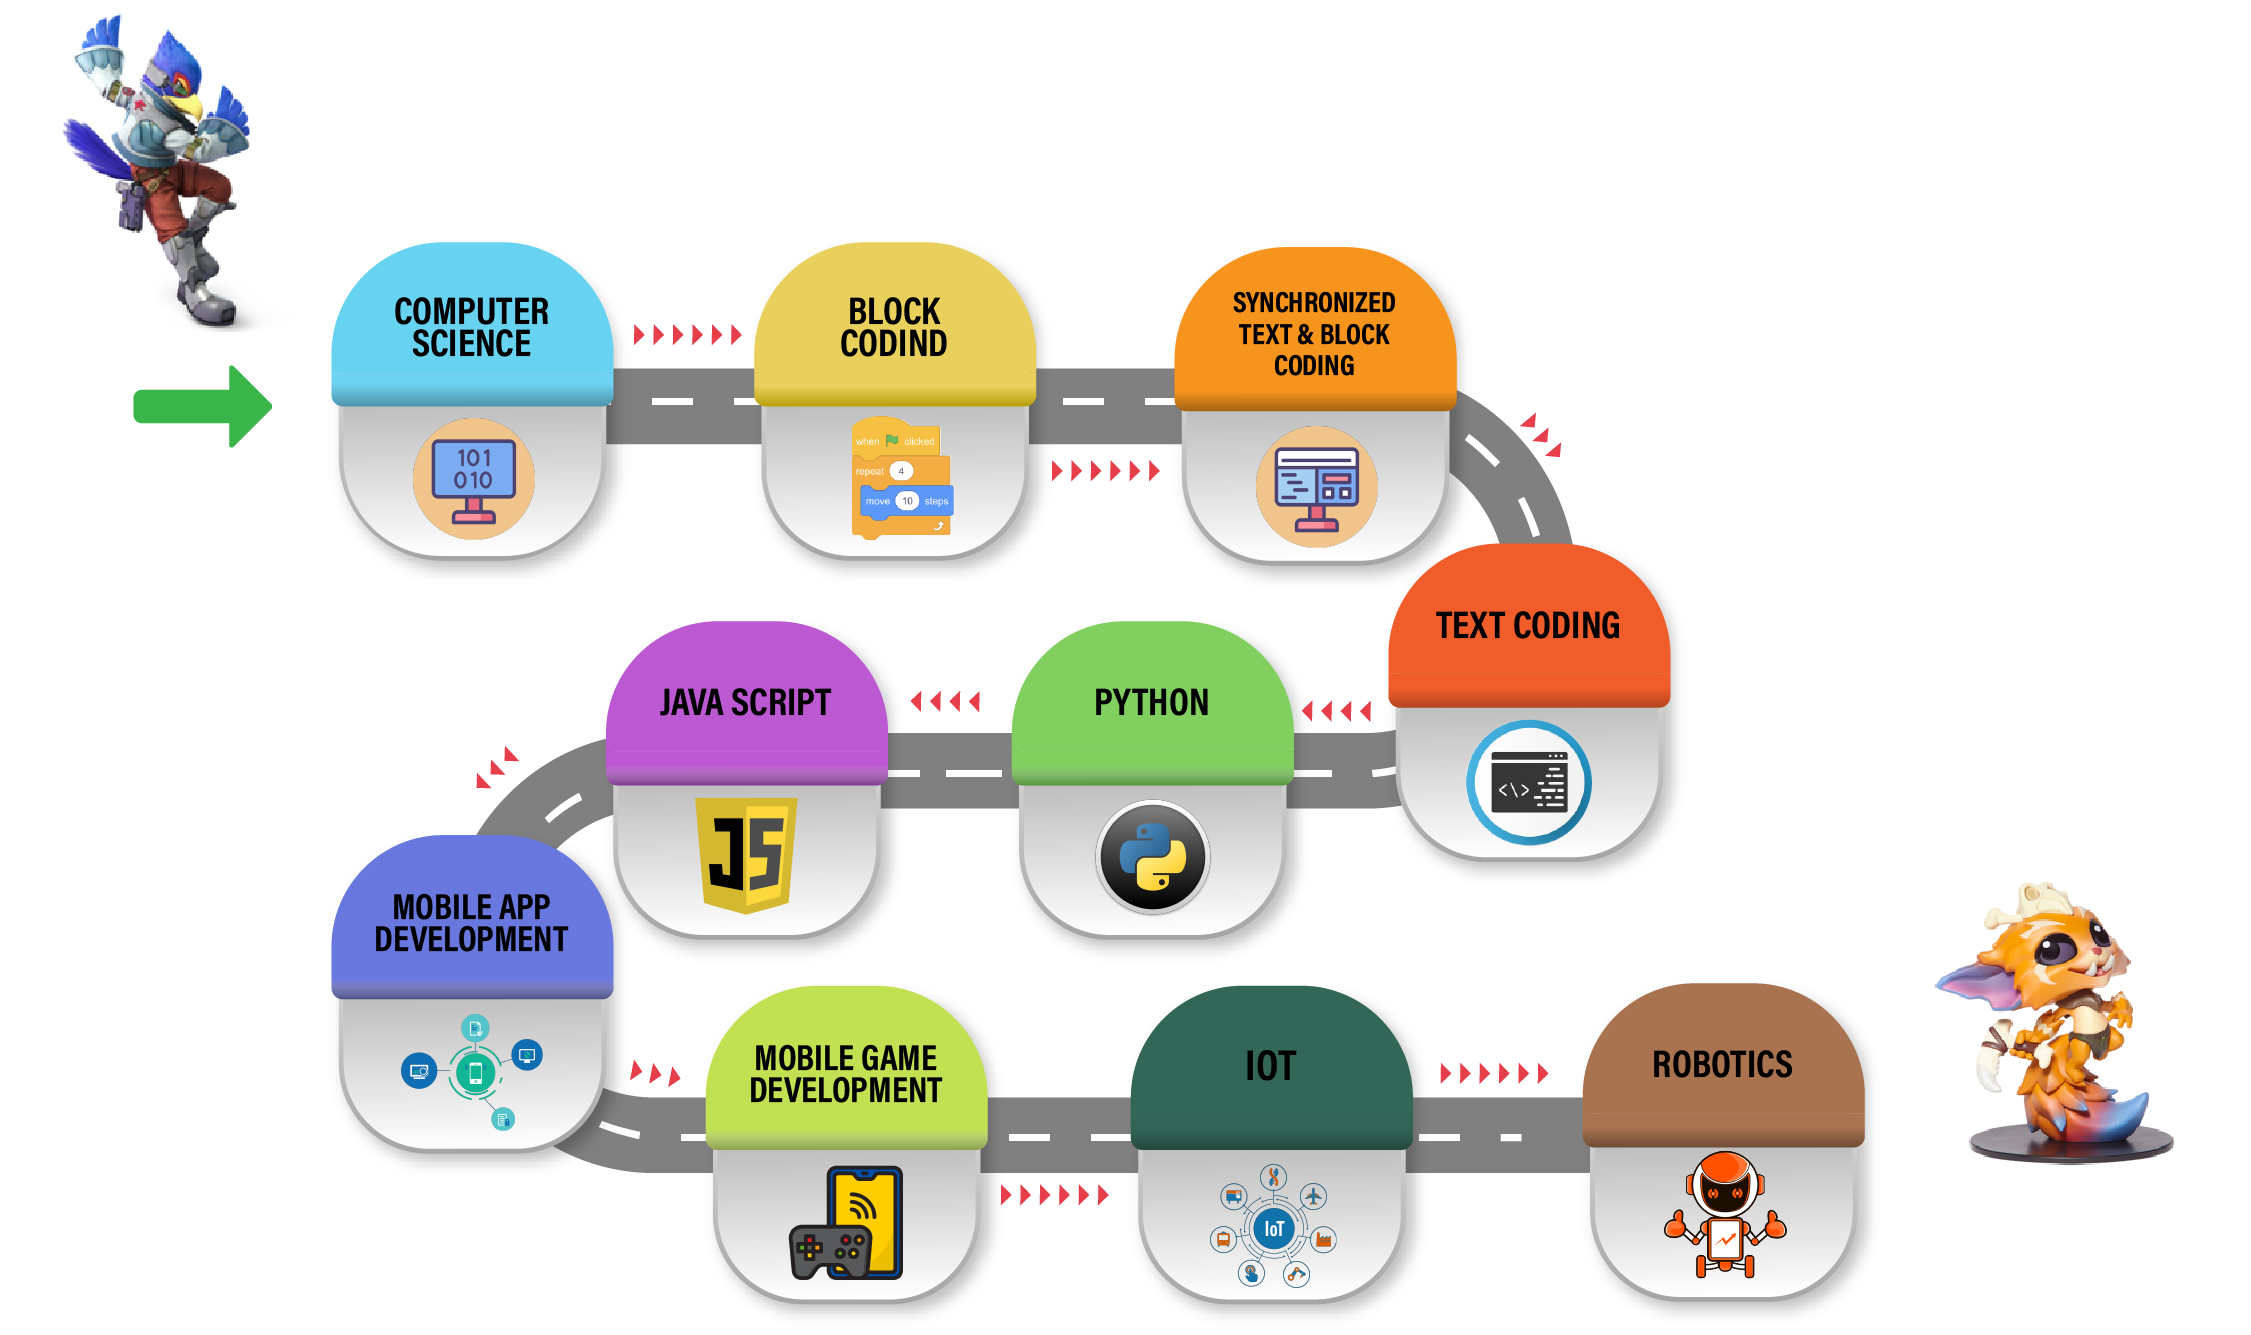 COMPUTER
SCIENCE
101
010
BLOCK
CODIND
when clicked
repeat 4
move 10 steps
SYNCHRONIZED
TEXT & BLOCK
CODING
TEXT CODING
<\>
PYTHON
JAVA SCRIPT
JS
MOBILE APP
DEVELOPMENT
MOBILE GAME
DEVELOPMENT
IOT
IoT
ROBOTICS